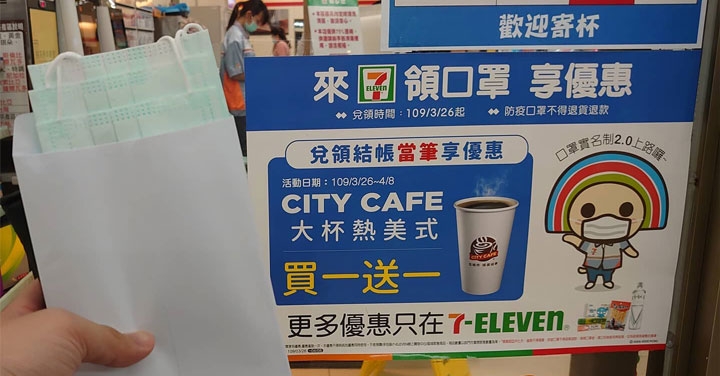 歡迎寄杯
來 7-ELEVEN 領口罩 享優惠
兌領時間：109/3/26起 防疫口罩不得退貨退款
兌領結帳當筆享優惠
活動日期：109/3/26~4/8
CITY CAFE
大杯熱美式
買一送一
CITY CAFE
口罩實名制2.0上路囉~
更多優惠只在 7-ELEVEN